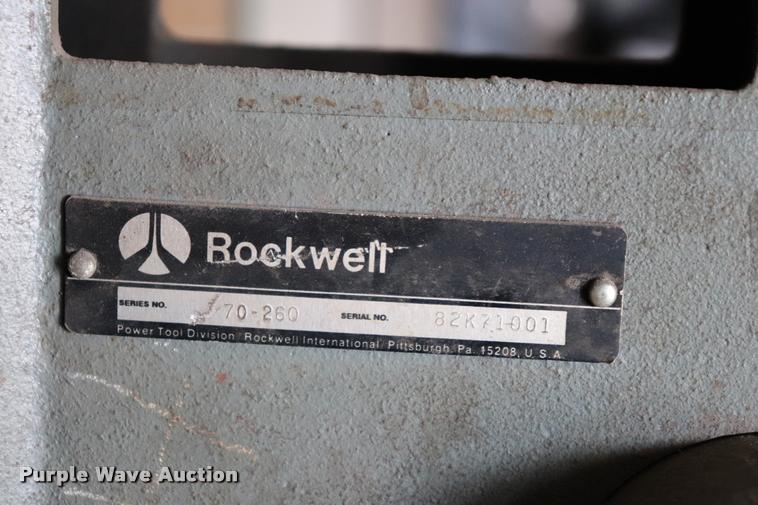 Rockwell
SERIES NO. 70-260 SERIAL NO. 82K71001
Power Tool Division Rockwell International Pittsburgh, Pa. 15208, U.S.A.
Purple Wave Auction